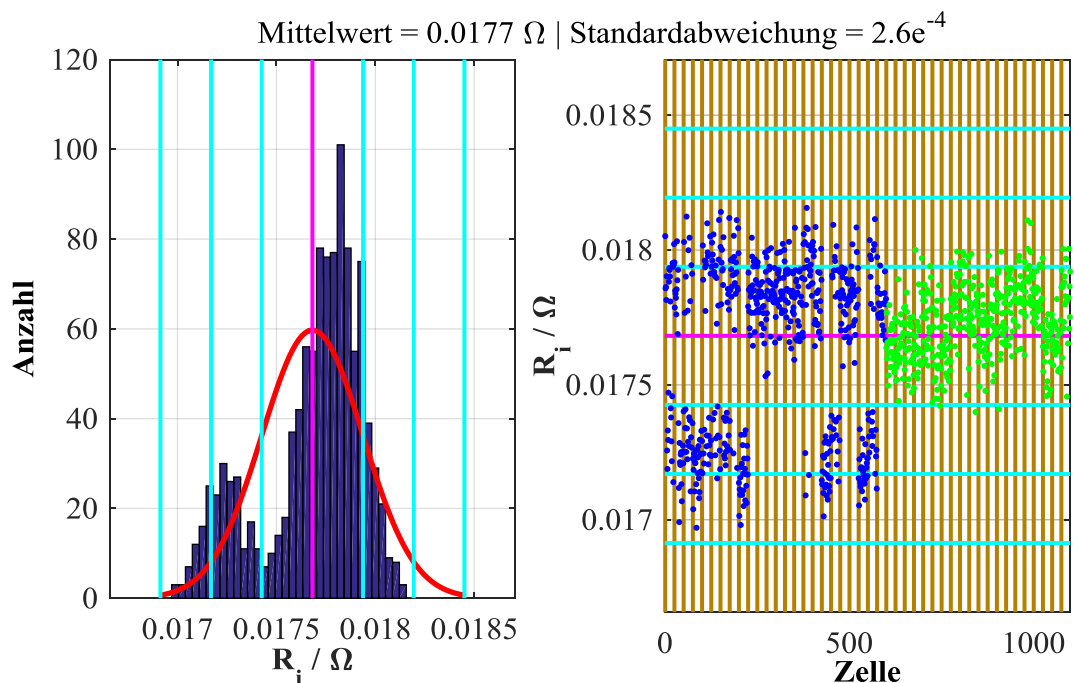 Mittelwert = 0.0177 Ω | Standardabweichung = 2.6e⁻⁴
120
100
80
60
40
20
0
Anzahl
0.017 0.0175 0.018 0.0185
R_i / Ω
0.0185
0.018
0.0175
0.017
R_i / Ω
0 500 1000
Zelle